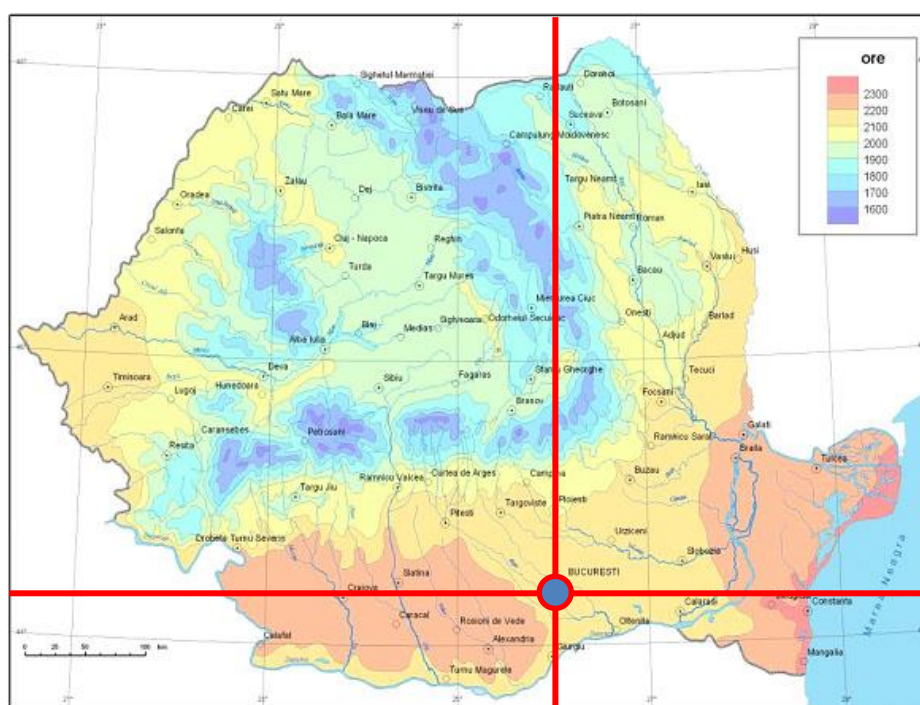 ore
2300
2200
2100
2000
1900
1800
1700
1600
Sighetul Marmatiei
Satu Mare
Carei
Baia Mare
Viseu de Sus
Radauti
Dorohoi
Botosani
Suceava
Campulung Moldovenesc
Oradea
Zalau
Dej
Bistrita
Targu Neamt
Iasi
Salonta
Cluj - Napoca
Reghin
Piatra Neamt
Roman
Turda
Targu Mures
Bacau
Vaslui
Husi
Miercurea Ciuc
Arad
Blaj
Medias
Sighisoara
Odorheiul Secuiesc
Onesti
Adjud
Barlad
Alba Iulia
Timisoara
Lugoj
Deva
Hunedoara
Sibiu
Fagaras
Sfantu Gheorghe
Tecuci
Brasov
Focsani
Caransebes
Resita
Petrosani
Ramnicu Sarat
Galati
Braila
Tulcea
Targu Jiu
Ramnicu Valcea
Curtea de Arges
Campina
Buzau
Targoviste
Ploiesti
Pitesti
Drobeta Turnu Severin
Urziceni
Slobozia
BUCURESTI
Slatina
Craiova
Caracal
Rosiori de Vede
Alexandria
Calarasi
Oltenita
Constanta
Calafat
Giurgiu
Turnu Magurele
Mangalia
Marea Neagra
0
50
100 km